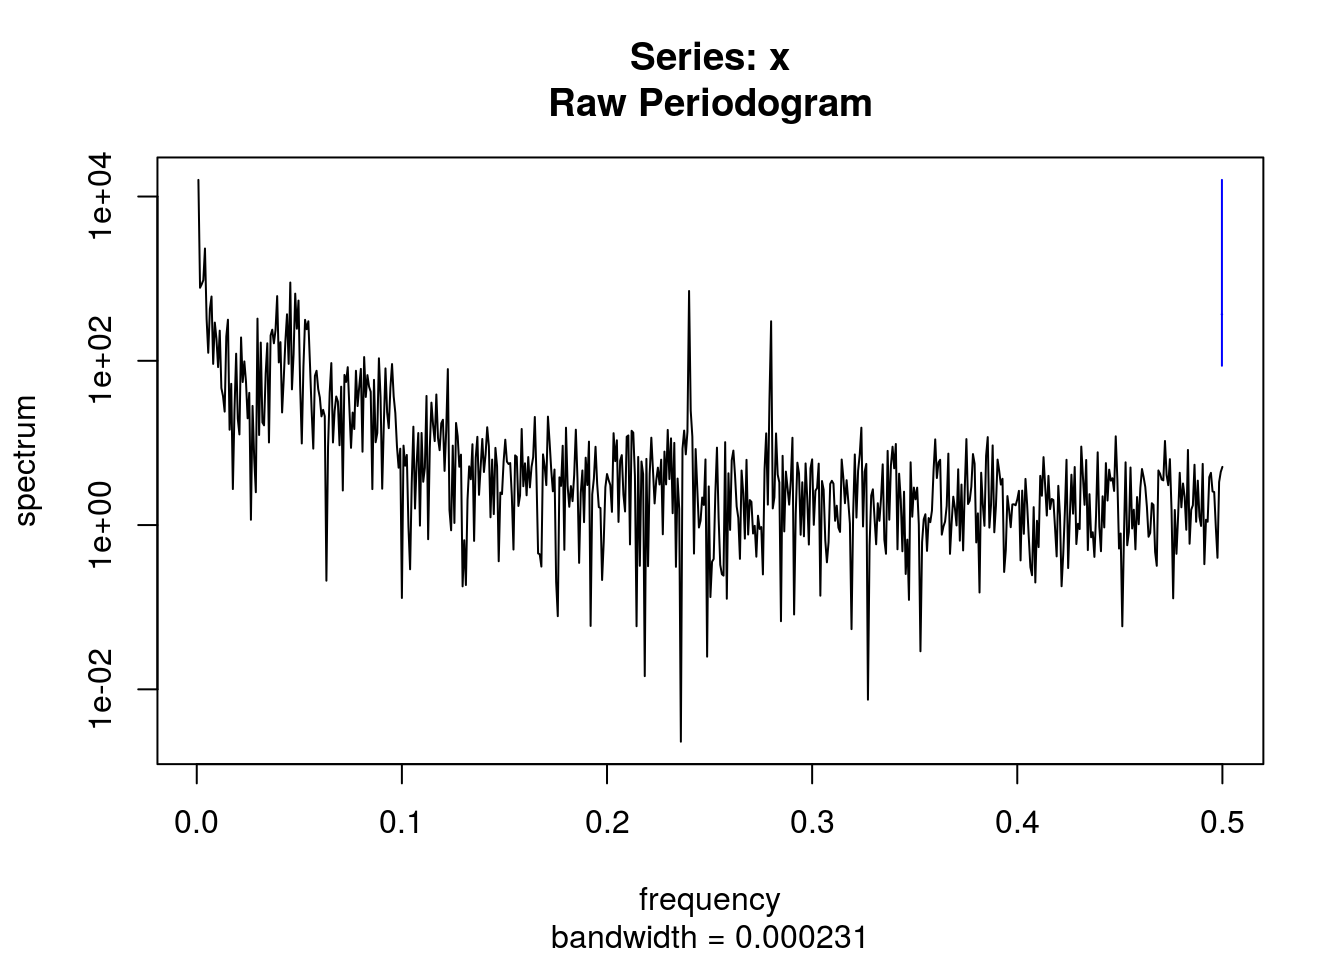 Series: x
Raw Periodogram
spectrum
1e+04
1e+02
1e+00
1e-02
0.0 0.1 0.2 0.3 0.4 0.5
frequency
bandwidth = 0.000231